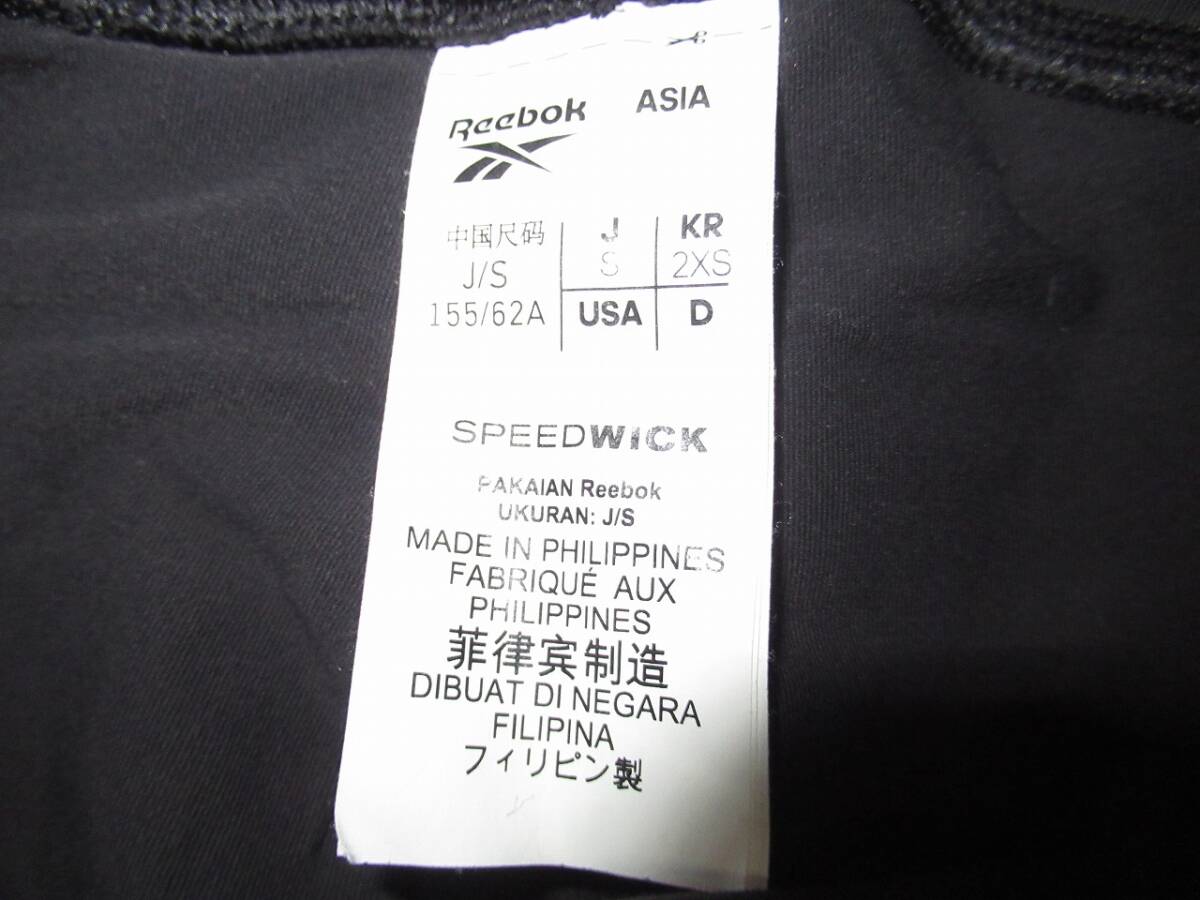 Reebok ASIA
中国尺码 J KR
J/S S 2XS
155/62A USA D
SPEEDWICK
PAKAIAN Reebok
UKURAN: J/S
MADE IN PHILIPPINES
FABRIQUÉ AUX
PHILIPPINES
菲律宾制造
DIBUAT DI NEGARA
FILIPINA
フィリピン製